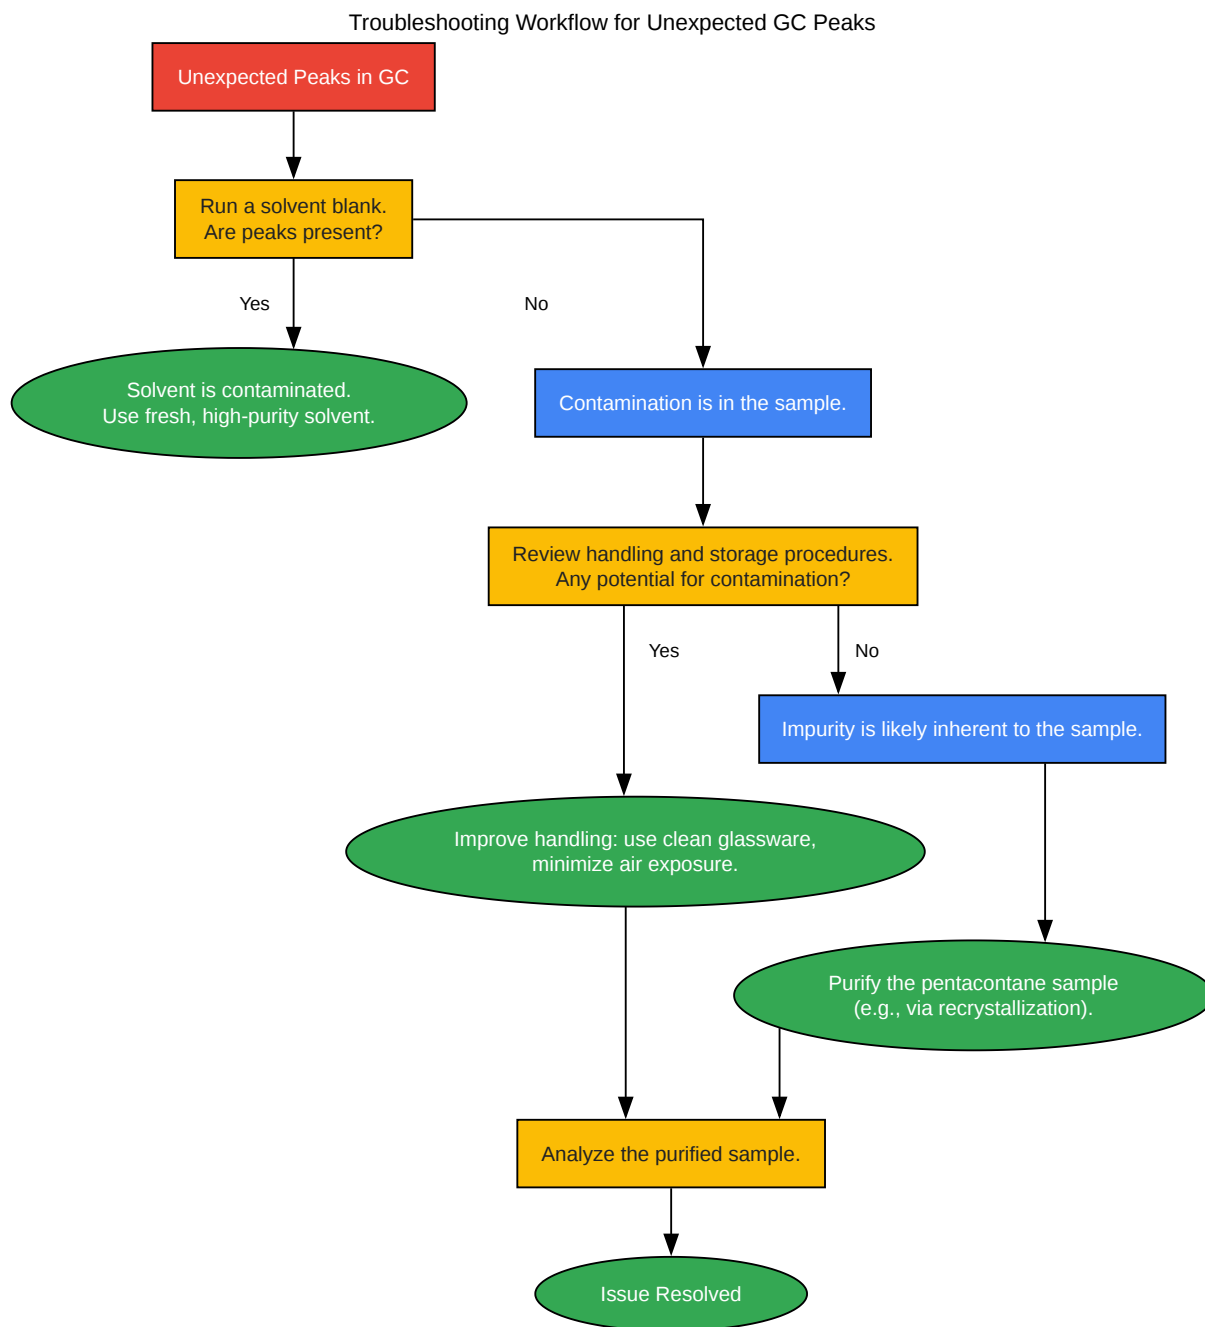 Troubleshooting Workflow for Unexpected GC Peaks
Unexpected Peaks in GC
Run a solvent blank.
Are peaks present?
Yes
No
Solvent is contaminated.
Use fresh, high-purity solvent.
Contamination is in the sample.
Review handling and storage procedures.
Any potential for contamination?
Yes
No
Impurity is likely inherent to the sample.
Improve handling: use clean glassware,
minimize air exposure.
Purify the pentacontane sample
(e.g., via recrystallization).
Analyze the purified sample.
Issue Resolved